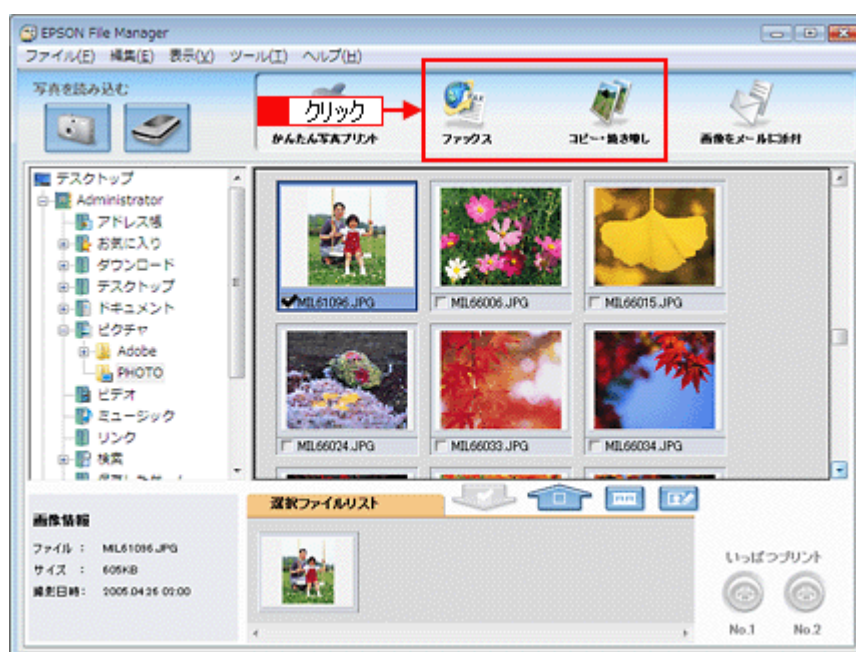 EPSON File Manager
ファイル(F) 編集(E) 表示(V) ツール(T) ヘルプ(H)
写真を読み込む
クリック
かんたん写真プリント
ファックス
コピー・焼き増し
画像をメールに添付
デスクトップ
Administrator
アドレス帳
お気に入り
ダウンロード
デスクトップ
ドキュメント
ピクチャ
Adobe
PHOTO
ビデオ
ミュージック
リンク
検索
MIL61096.JPG
MIL66006.JPG
MIL66015.JPG
MIL66024.JPG
MIL66033.JPG
MIL66034.JPG
選択ファイルリスト
画像情報
ファイル : MIL61096.JPG
サイズ : 605KB
撮影日時: 2005.04.26 02:00
いっぱつプリント
No.1 No.2